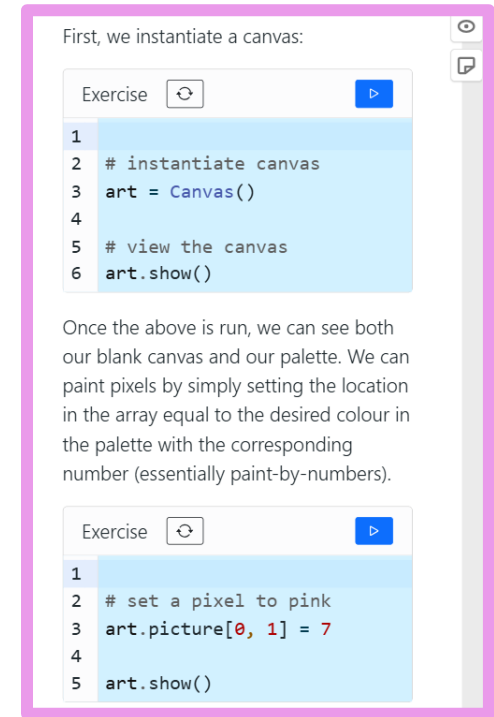 First, we instantiate a canvas:
Exercise
1
2 # instantiate canvas
3 art = Canvas()
4
5 # view the canvas
6 art.show()
Once the above is run, we can see both
our blank canvas and our palette. We can
paint pixels by simply setting the location
in the array equal to the desired colour in
the palette with the corresponding
number (essentially paint-by-numbers).
Exercise
1
2 # set a pixel to pink
3 art.picture[0, 1] = 7
4
5 art.show()